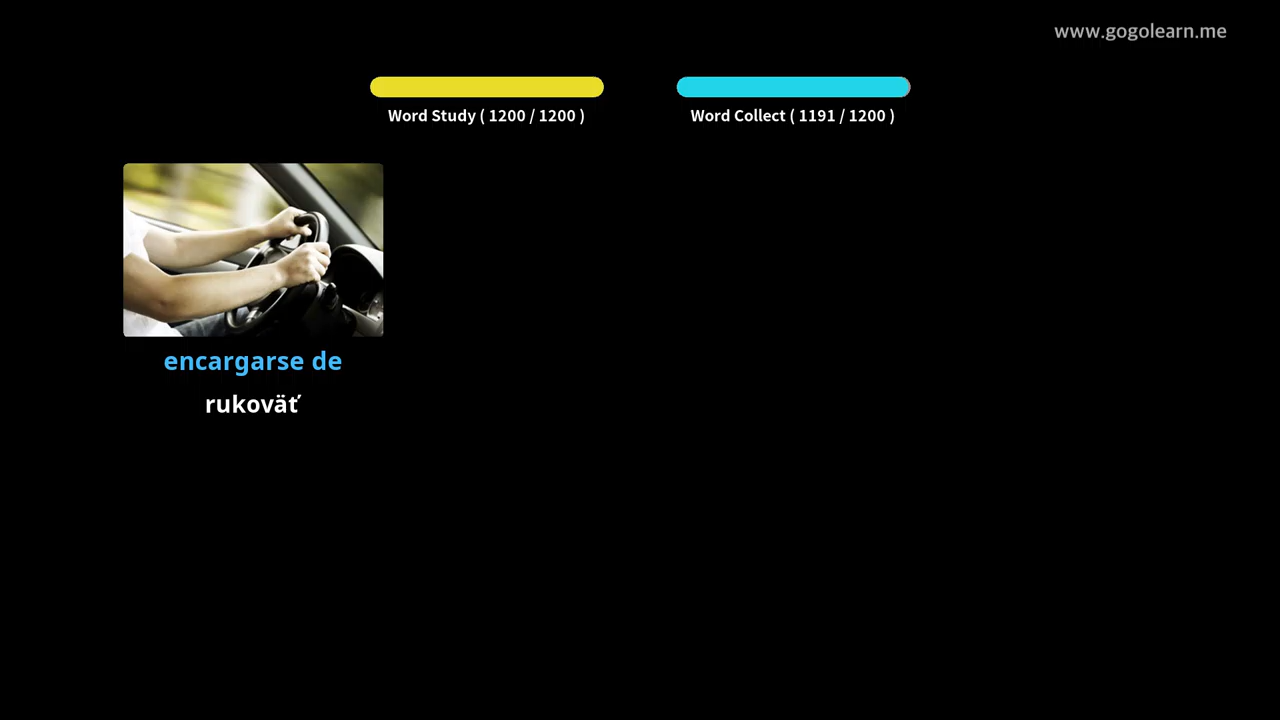 www.gogolearn.me
Word Study ( 1200 / 1200 )
Word Collect ( 1191 / 1200 )
encargarse de
rukoväť